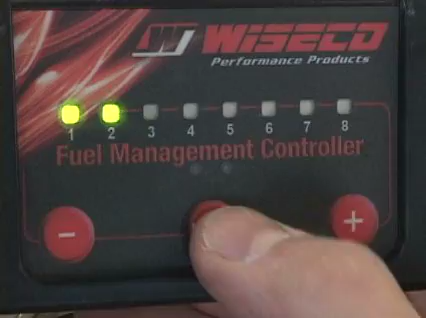 WISECO
Performance Products
1 2 3 4 5 6 7 8
Fuel Management Controller
- +